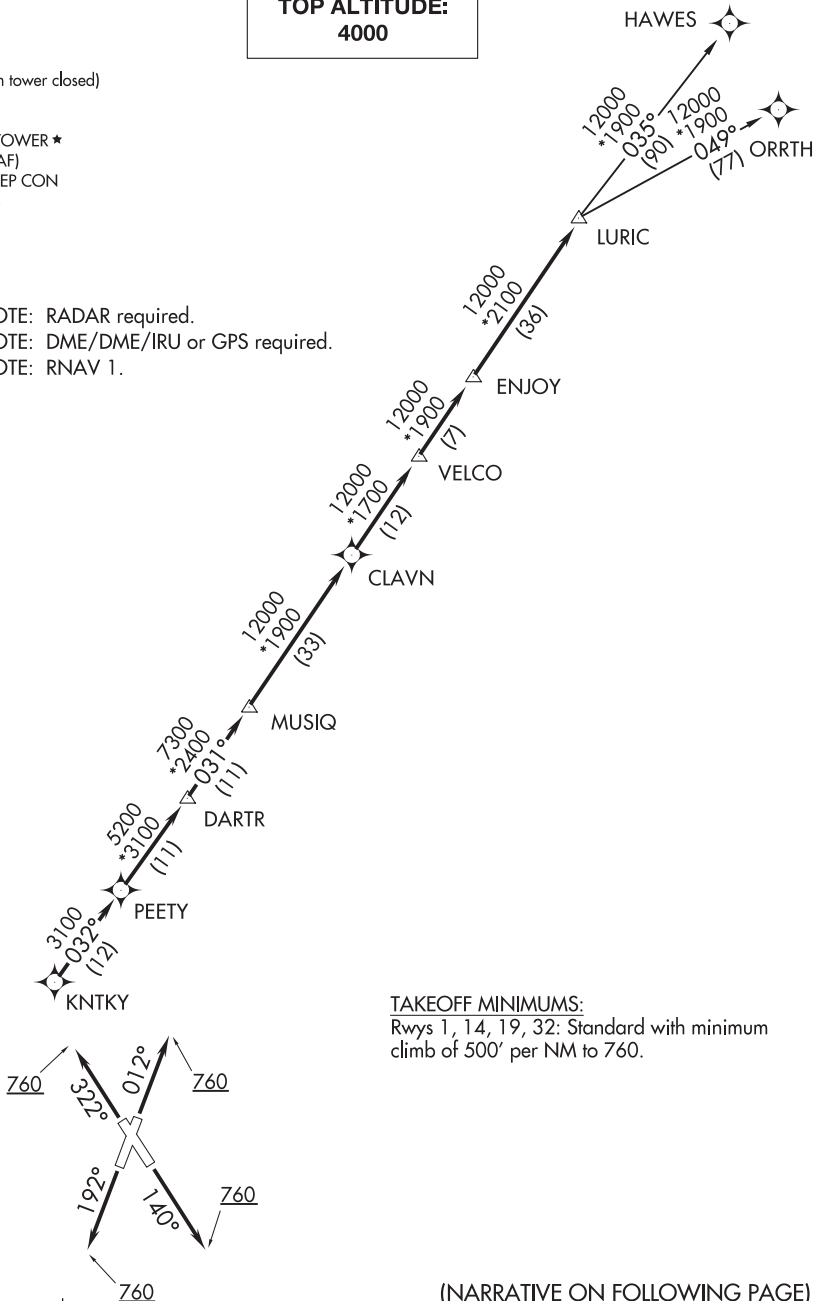 TOP ALTITUDE:
4000
HAWES
n tower closed)
OWER ★
AF)
EP CON
12000
*1900
035°
(90)
12000
*1900
049°
(77)
ORRTH
LURIC
12000
*2100
(36)
OTE: RADAR required.
OTE: DME/DME/IRU or GPS required.
OTE: RNAV 1.
ENJOY
12000
*1900
(7)
VELCO
12000
*1700
(12)
CLAVN
12000
*1900
(33)
MUSIQ
7300
*2400
031°
(11)
DARTR
5200
*3100
(11)
PEETY
3100
032°
(12)
KNTKY
TAKEOFF MINIMUMS:
Rwys 1, 14, 19, 32: Standard with minimum
climb of 500' per NM to 760.
760
322°
012°
760
192°
140°
760
760
(NARRATIVE ON FOLLOWING PAGE)